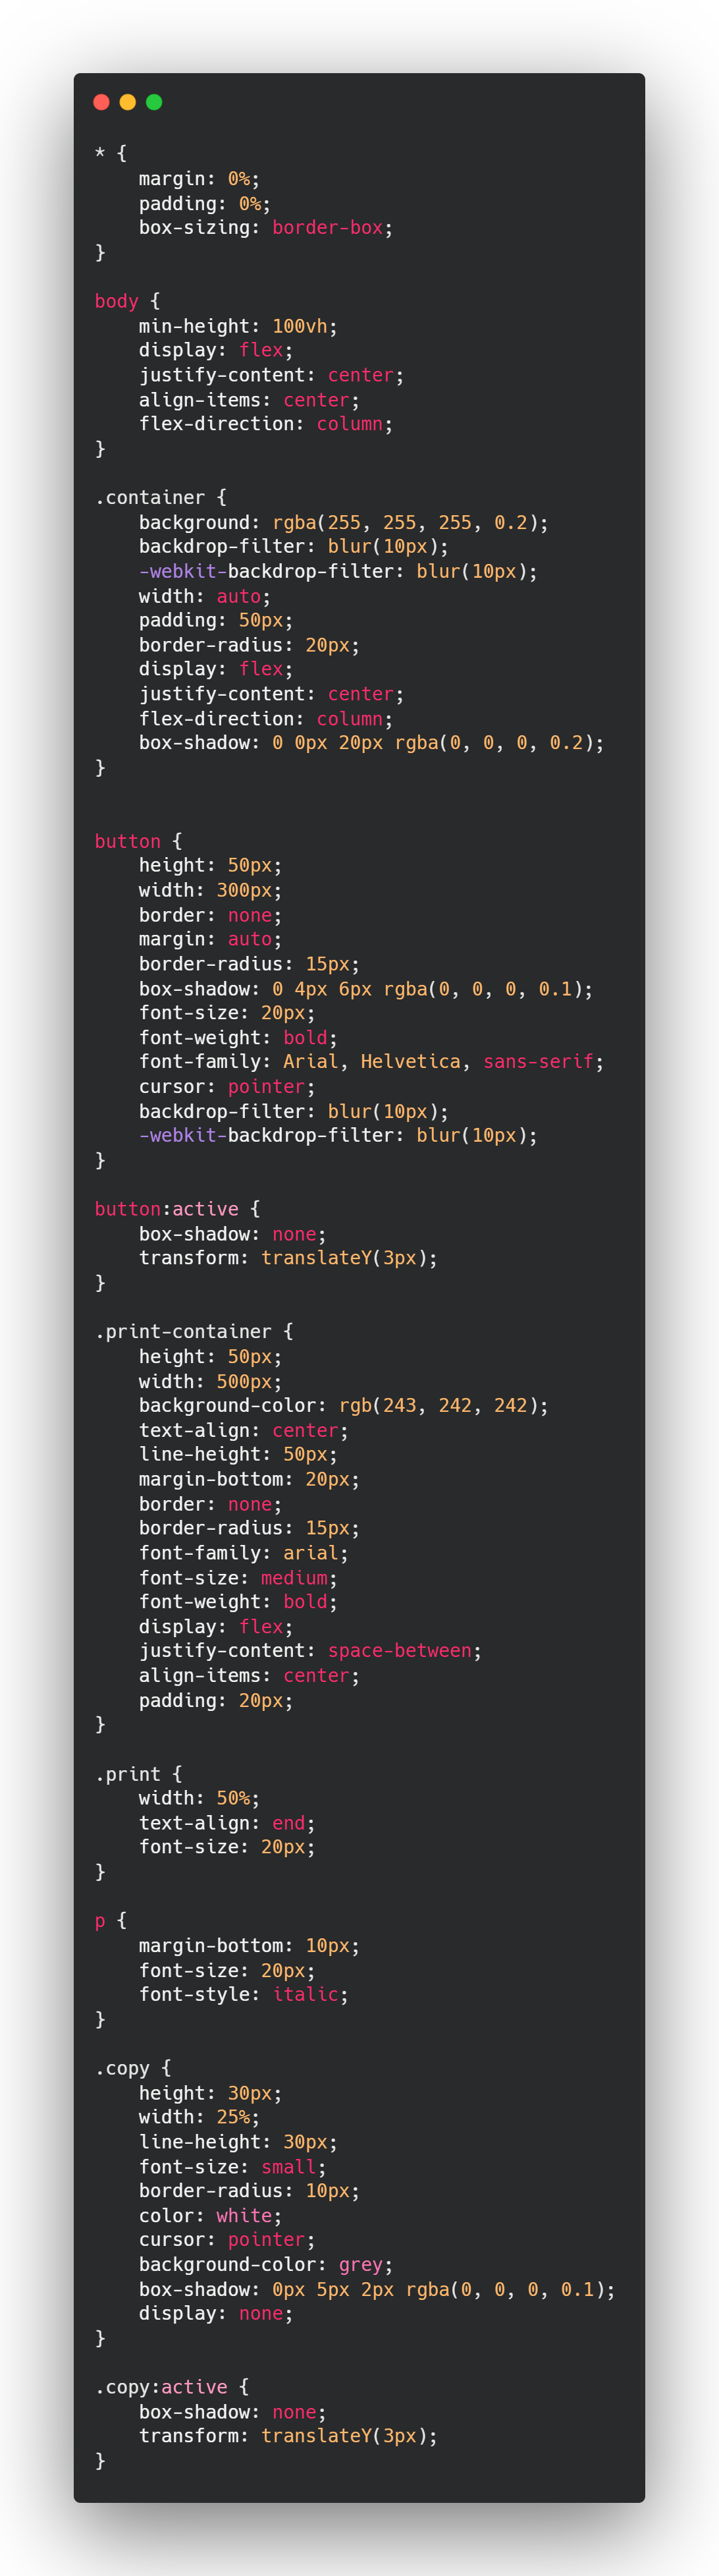 * {
    margin: 0%;
    padding: 0%;
    box-sizing: border-box;
}

body {
    min-height: 100vh;
    display: flex;
    justify-content: center;
    align-items: center;
    flex-direction: column;
}

.container {
    background: rgba(255, 255, 255, 0.2);
    backdrop-filter: blur(10px);
    -webkit-backdrop-filter: blur(10px);
    width: auto;
    padding: 50px;
    border-radius: 20px;
    display: flex;
    justify-content: center;
    flex-direction: column;
    box-shadow: 0 0px 20px rgba(0, 0, 0, 0.2);
}


button {
    height: 50px;
    width: 300px;
    border: none;
    margin: auto;
    border-radius: 15px;
    box-shadow: 0 4px 6px rgba(0, 0, 0, 0.1);
    font-size: 20px;
    font-weight: bold;
    font-family: Arial, Helvetica, sans-serif;
    cursor: pointer;
    backdrop-filter: blur(10px);
    -webkit-backdrop-filter: blur(10px);
}

button:active {
    box-shadow: none;
    transform: translateY(3px);
}

.print-container {
    height: 50px;
    width: 500px;
    background-color: rgb(243, 242, 242);
    text-align: center;
    line-height: 50px;
    margin-bottom: 20px;
    border: none;
    border-radius: 15px;
    font-family: arial;
    font-size: medium;
    font-weight: bold;
    display: flex;
    justify-content: space-between;
    align-items: center;
    padding: 20px;
}

.print {
    width: 50%;
    text-align: end;
    font-size: 20px;
}

p {
    margin-bottom: 10px;
    font-size: 20px;
    font-style: italic;
}

.copy {
    height: 30px;
    width: 25%;
    line-height: 30px;
    font-size: small;
    border-radius: 10px;
    color: white;
    cursor: pointer;
    background-color: grey;
    box-shadow: 0px 5px 2px rgba(0, 0, 0, 0.1);
    display: none;
}

.copy:active {
    box-shadow: none;
    transform: translateY(3px);
}